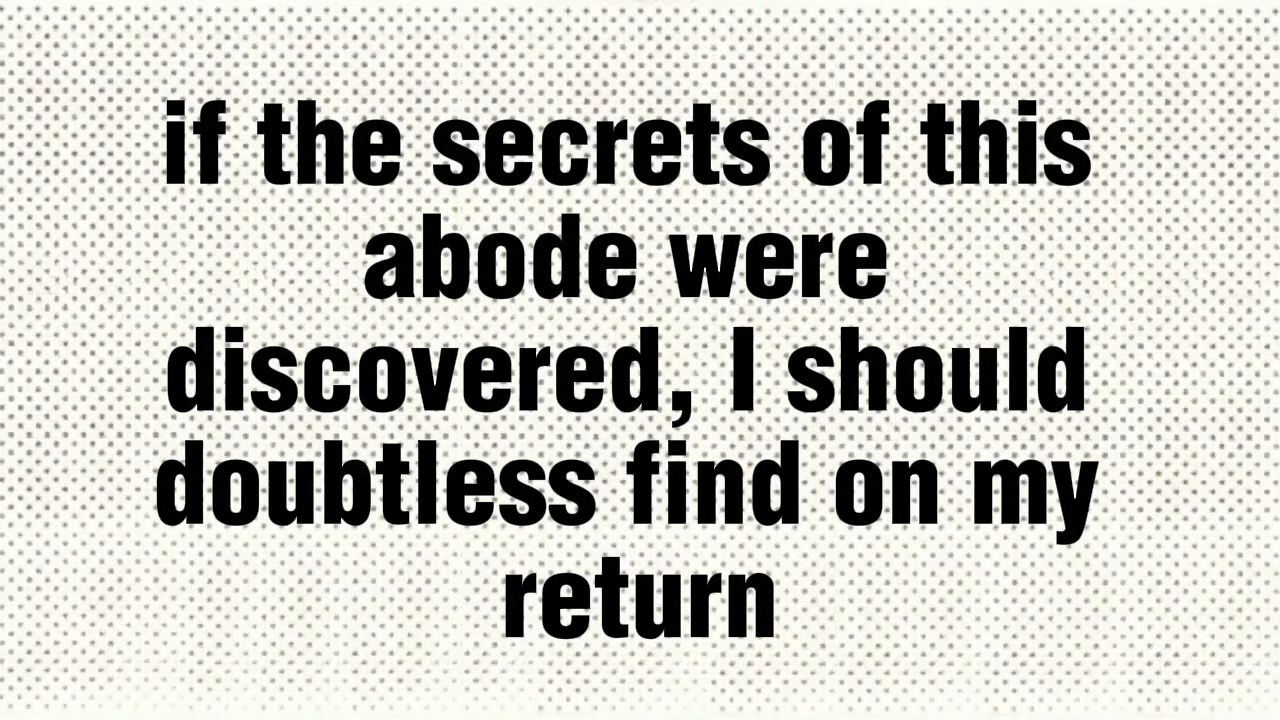 if the secrets of this
abode were
discovered, I should
doubtless find on my
return